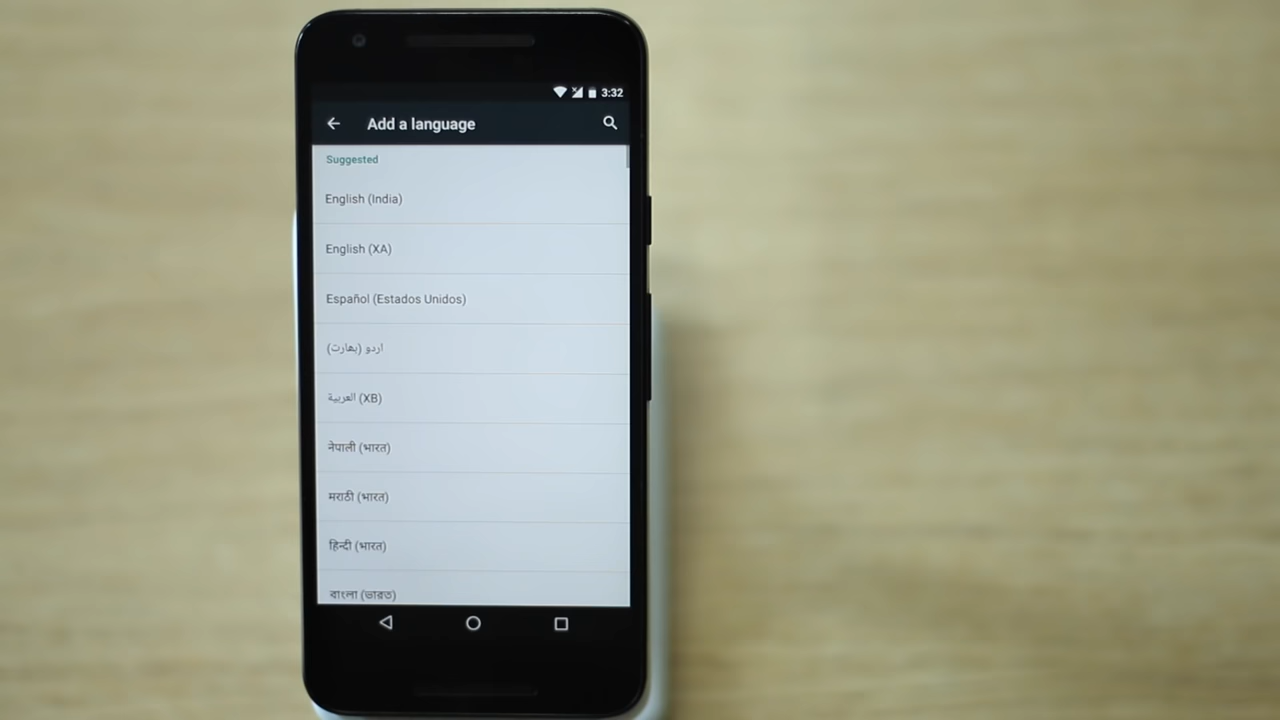 3:32
Add a language
Suggested
English (India)
English (XA)
Español (Estados Unidos)
اردو (بھارت)
العربية (XB)
नेपाली (भारत)
मराठी (भारत)
हिन्दी (भारत)
বাংলা (ভারত)